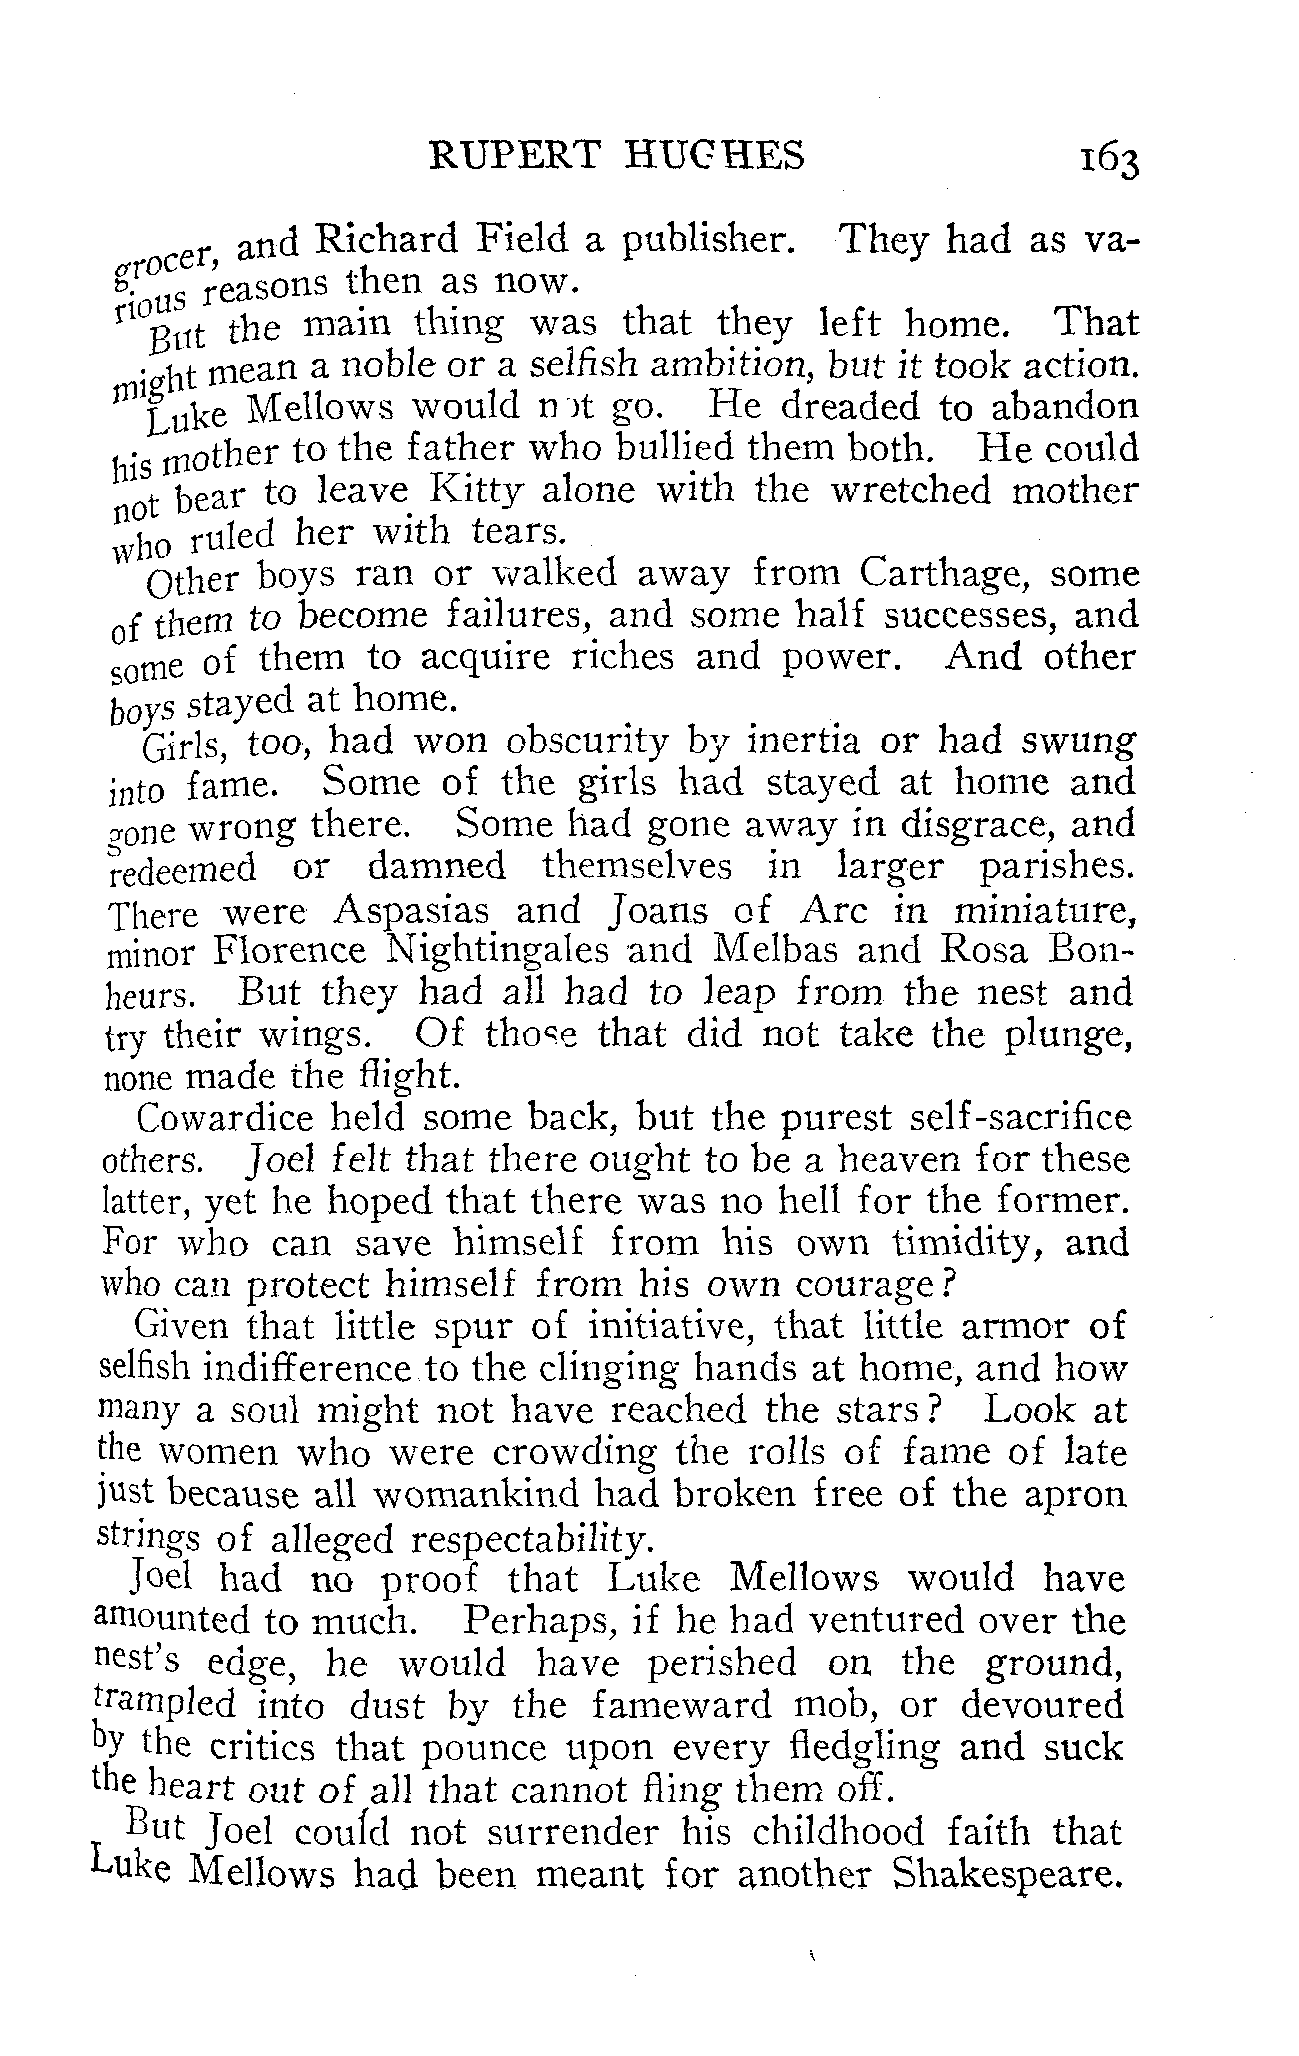 RUPERT HUGHES 163
grocer, and Richard Field a publisher. They had as va-
rious reasons then as now.
But the main thing was that they left home. That
might mean a noble or a selfish ambition, but it took action.
Luke Mellows would not go. He dreaded to abandon
his mother to the father who bullied them both. He could
not bear to leave Kitty alone with the wretched mother
who ruled her with tears.
Other boys ran or walked away from Carthage, some
of them to become failures, and some half successes, and
some of them to acquire riches and power. And other
boys stayed at home.
Girls, too, had won obscurity by inertia or had swung
into fame. Some of the girls had stayed at home and
gone wrong there. Some had gone away in disgrace, and
redeemed or damned themselves in larger parishes.
There were Aspasias and Joans of Arc in miniature,
minor Florence Nightingales and Melbas and Rosa Bon-
heurs. But they had all had to leap from the nest and
try their wings. Of those that did not take the plunge,
none made the flight.
Cowardice held some back, but the purest self-sacrifice
others. Joel felt that there ought to be a heaven for these
latter, yet he hoped that there was no hell for the former.
For who can save himself from his own timidity, and
who can protect himself from his own courage?
Given that little spur of initiative, that little armor of
selfish indifference to the clinging hands at home, and how
many a soul might not have reached the stars? Look at
the women who were crowding the rolls of fame of late
just because all womankind had broken free of the apron
strings of alleged respectability.
Joel had no proof that Luke Mellows would have
amounted to much. Perhaps, if he had ventured over the
nest's edge, he would have perished on the ground,
trampled into dust by the fameward mob, or devoured
by the critics that pounce upon every fledgling and suck
the heart out of all that cannot fling them off.
But Joel could not surrender his childhood faith that
Luke Mellows had been meant for another Shakespeare.